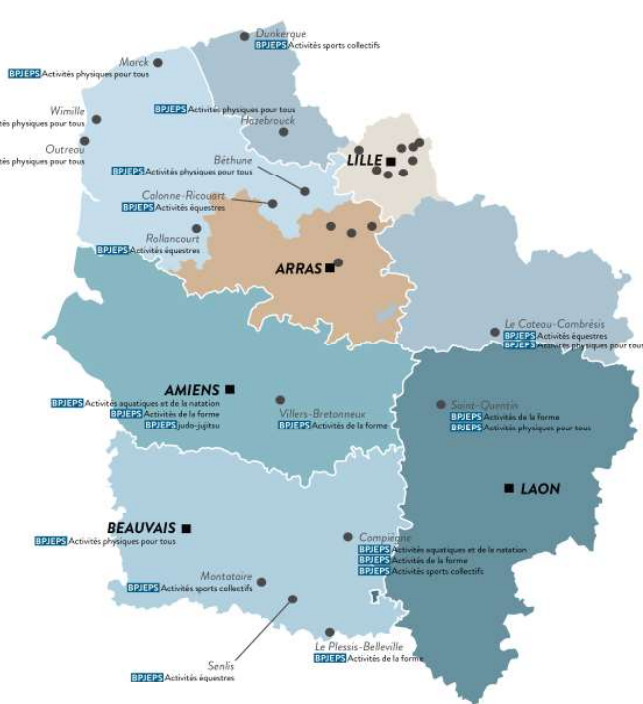 Dunkerque
BPJEPS Activités sports collectifs
Marck
BPJEPS Activités physiques pour tous
BPJEPS Activités physiques pour tous
Hazebrouck
Wimille
physiques pour tous
Outreau
physiques pour tous
LILLE
Béthune
BPJEPS Activités physiques pour tous
Calonne-Ricouart
BPJEPS Activités équestres
Rollancourt
BPJEPS Activités équestres
ARRAS
Le Cateau-Cambrésis
BPJEPS Activités équestres
BPJEPS Activités physiques pour tous
AMIENS
BPJEPS Activités aquatiques et de la natation
BPJEPS Activités de la forme
BPJEPS judo-jujitsu
Villers-Bretonneux
BPJEPS Activités de la forme
Saint-Quentin
BPJEPS Activités de la forme
BPJEPS Activités physiques pour tous
LAON
BEAUVAIS
BPJEPS Activités physiques pour tous
Compiègne
BPJEPS Activités aquatiques et de la natation
BPJEPS Activités de la forme
BPJEPS Activités sports collectifs
Montataire
BPJEPS Activités sports collectifs
Le Plessis-Belleville
BPJEPS Activités de la forme
Senlis
BPJEPS Activités équestres